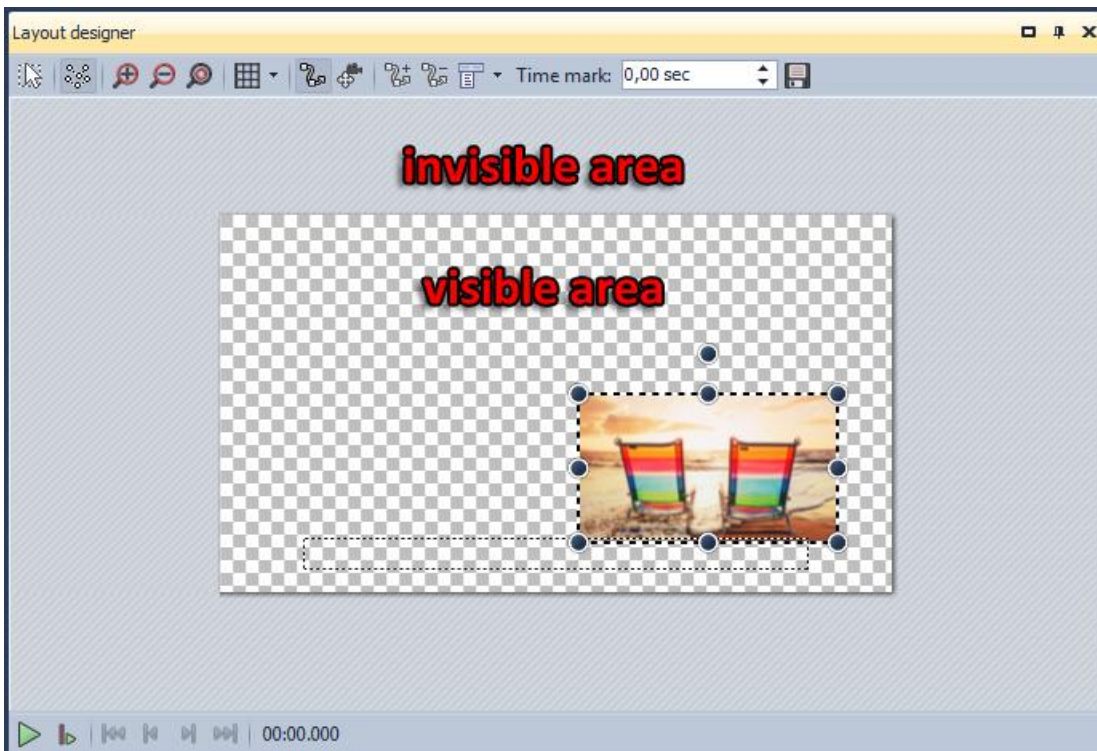 Layout designer
Time mark: 0,00 sec
invisible area
visible area
00:00.000